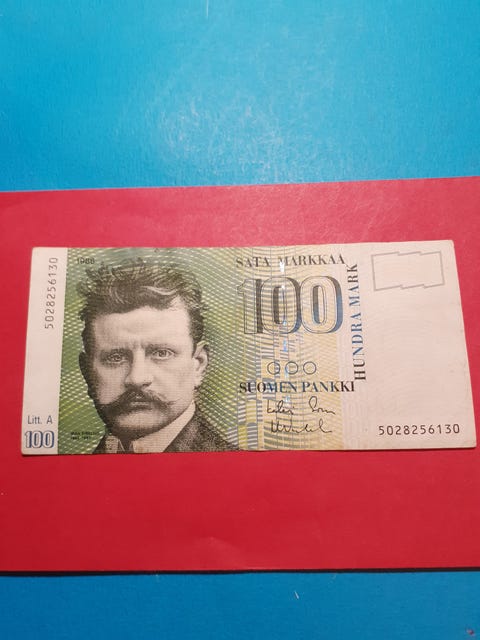 1986
SATA MARKKAA
100
HUNDRA MARK
SUOMEN PANKKI
5028256130
5028256130
Litt. A
100